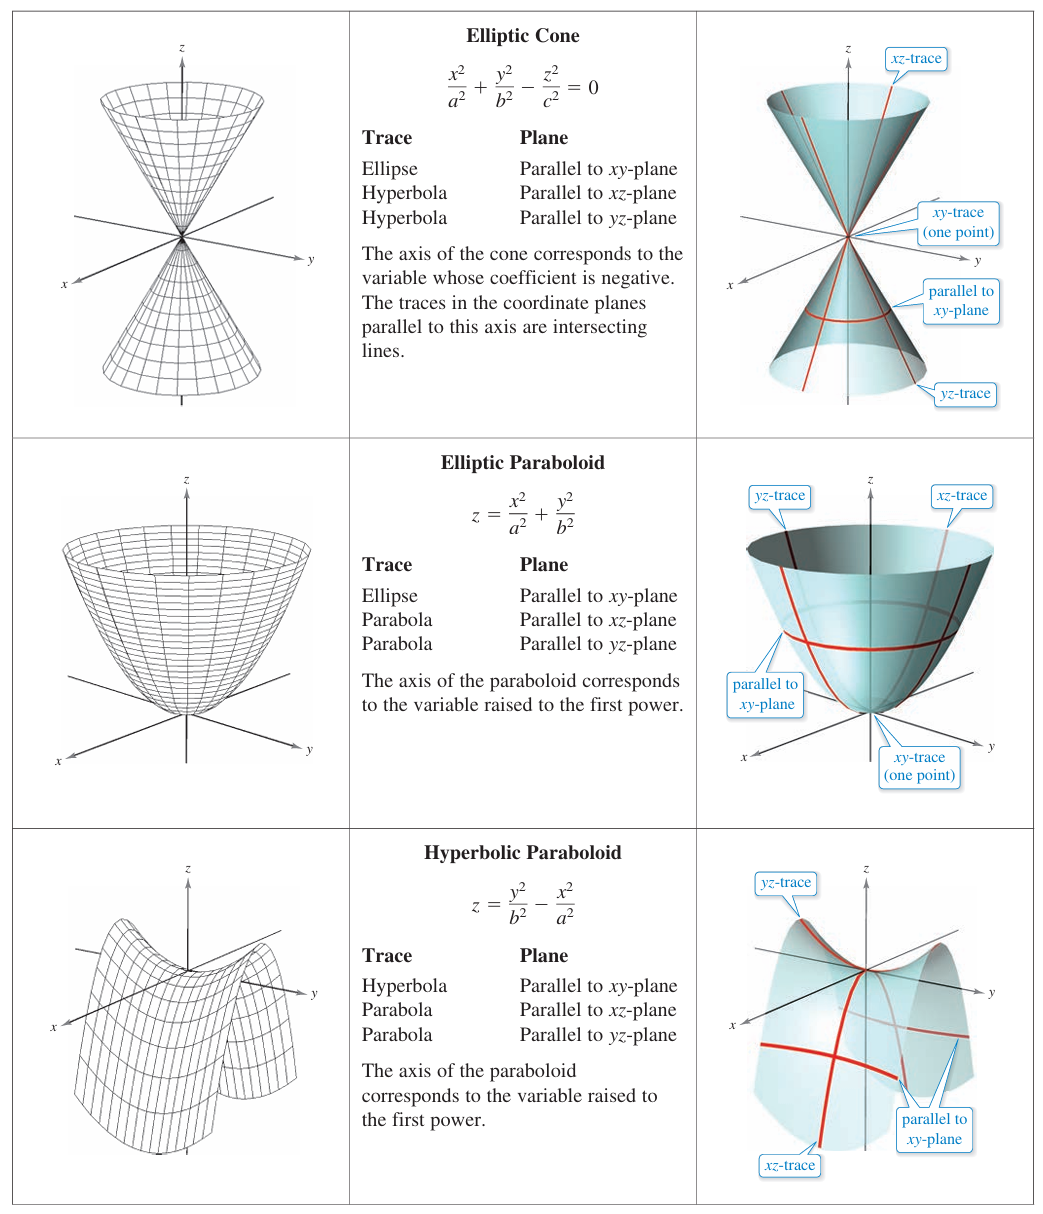 z
y
x
Elliptic Cone
x²/a² + y²/b² − z²/c² = 0
Trace Plane
Ellipse Parallel to xy-plane
Hyperbola Parallel to xz-plane
Hyperbola Parallel to yz-plane
The axis of the cone corresponds to the
variable whose coefficient is negative.
The traces in the coordinate planes
parallel to this axis are intersecting
lines.
z
xz-trace
xy-trace
(one point)
y
x
parallel to
xy-plane
yz-trace
z
y
x
Elliptic Paraboloid
z = x²/a² + y²/b²
Trace Plane
Ellipse Parallel to xy-plane
Parabola Parallel to xz-plane
Parabola Parallel to yz-plane
The axis of the paraboloid corresponds
to the variable raised to the first power.
z
yz-trace
xz-trace
parallel to
xy-plane
y
x
xy-trace
(one point)
z
y
x
Hyperbolic Paraboloid
z = y²/b² − x²/a²
Trace Plane
Hyperbola Parallel to xy-plane
Parabola Parallel to xz-plane
Parabola Parallel to yz-plane
The axis of the paraboloid
corresponds to the variable raised to
the first power.
z
yz-trace
y
x
parallel to
xy-plane
xz-trace